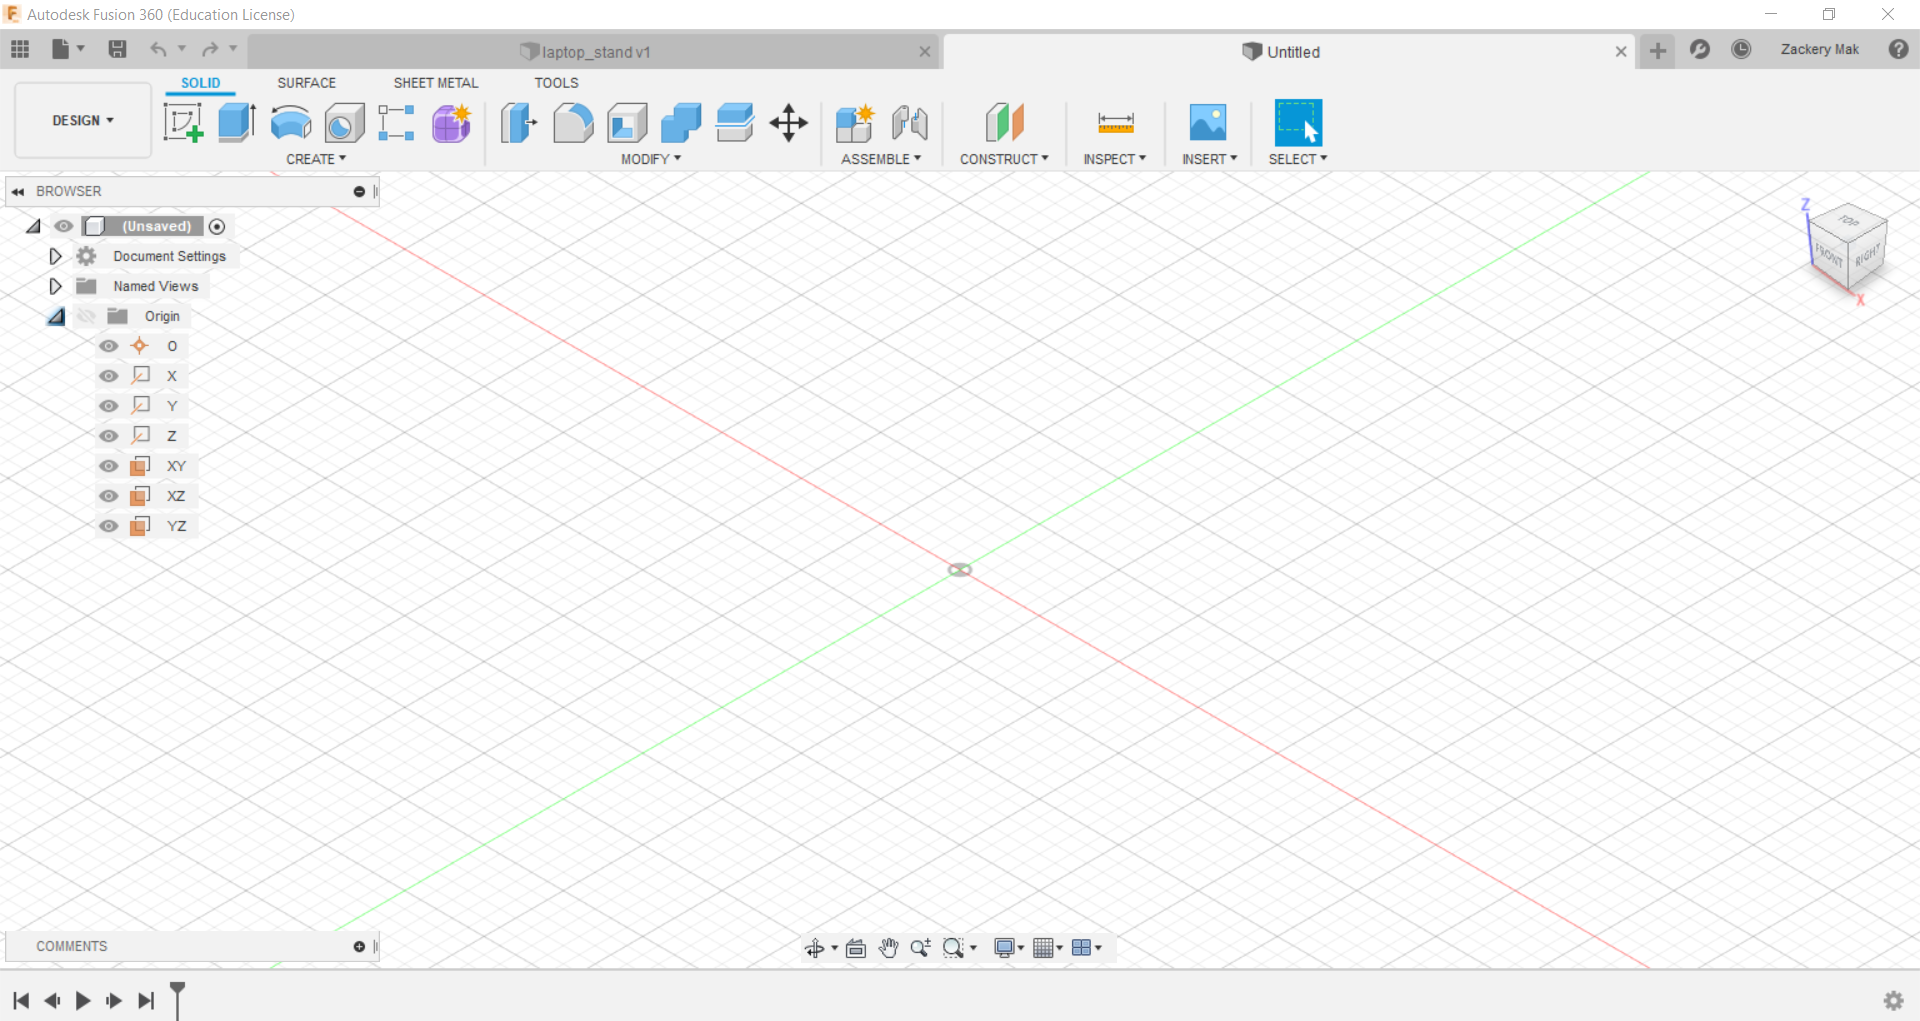 Autodesk Fusion 360 (Education License)
laptop_stand v1
Untitled
Zackery Mak
SOLID SURFACE SHEET METAL TOOLS
DESIGN
CREATE MODIFY ASSEMBLE CONSTRUCT INSPECT INSERT SELECT
BROWSER
(Unsaved)
Document Settings
Named Views
Origin
O
X
Y
Z
XY
XZ
YZ
Z
TOP
FRONT RIGHT
X
COMMENTS